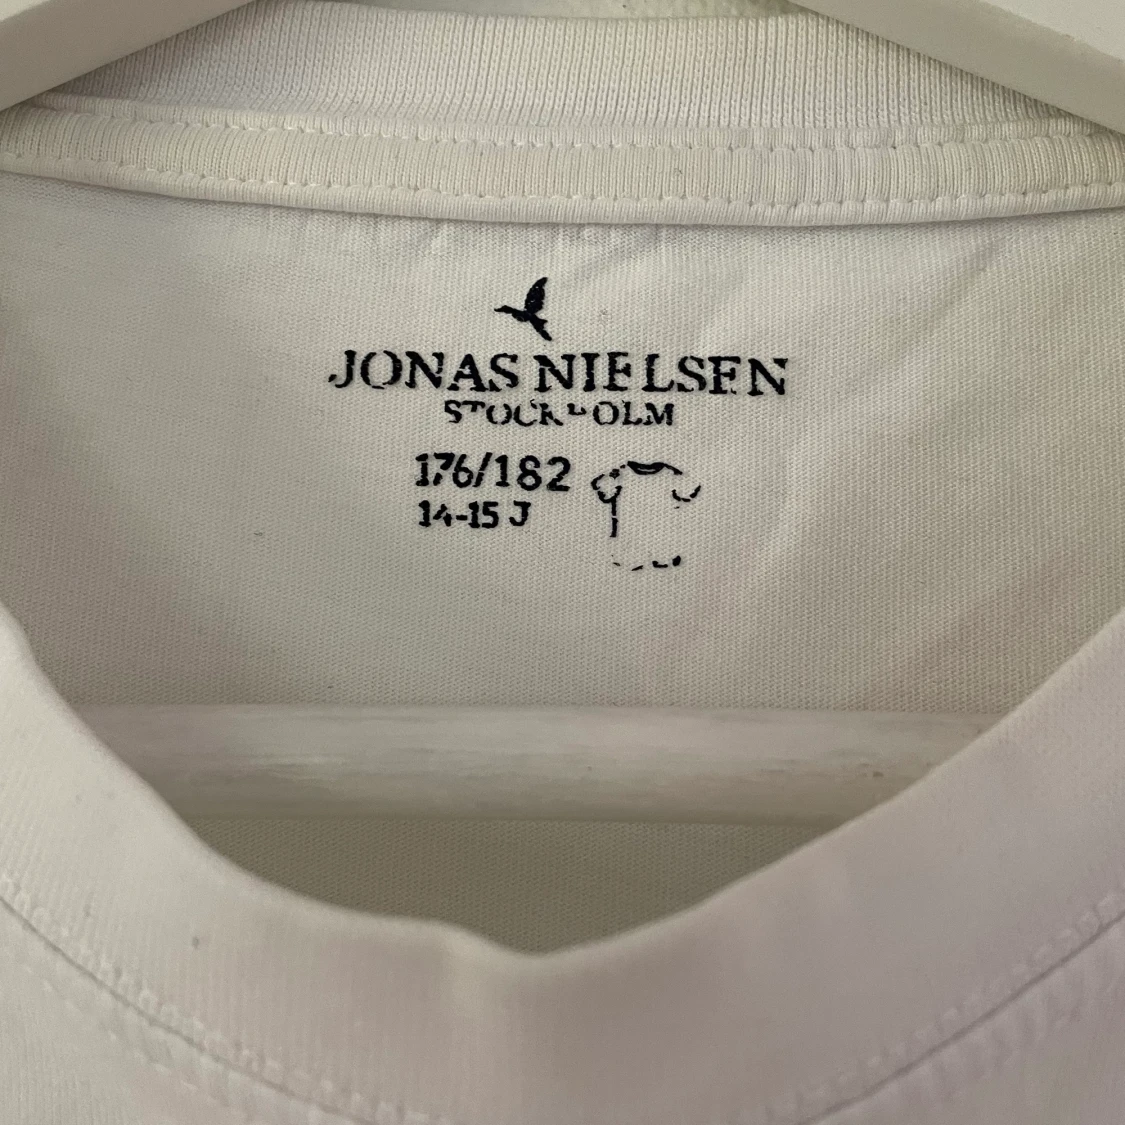 JONAS NIELSEN
STOCKHOLM
176/182
14-15 J